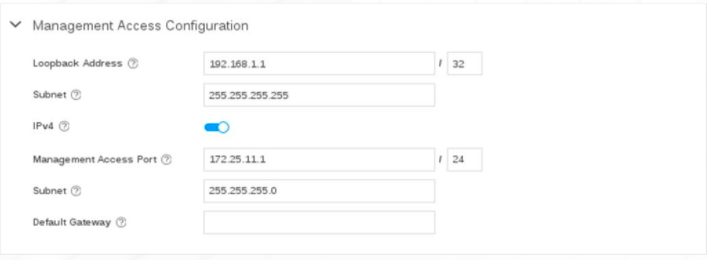 Management Access Configuration
Loopback Address ? 192.168.1.1 / 32
Subnet ? 255.255.255.255
IPv4 ?
Management Access Port ? 172.25.11.1 / 24
Subnet ? 255.255.255.0
Default Gateway ?